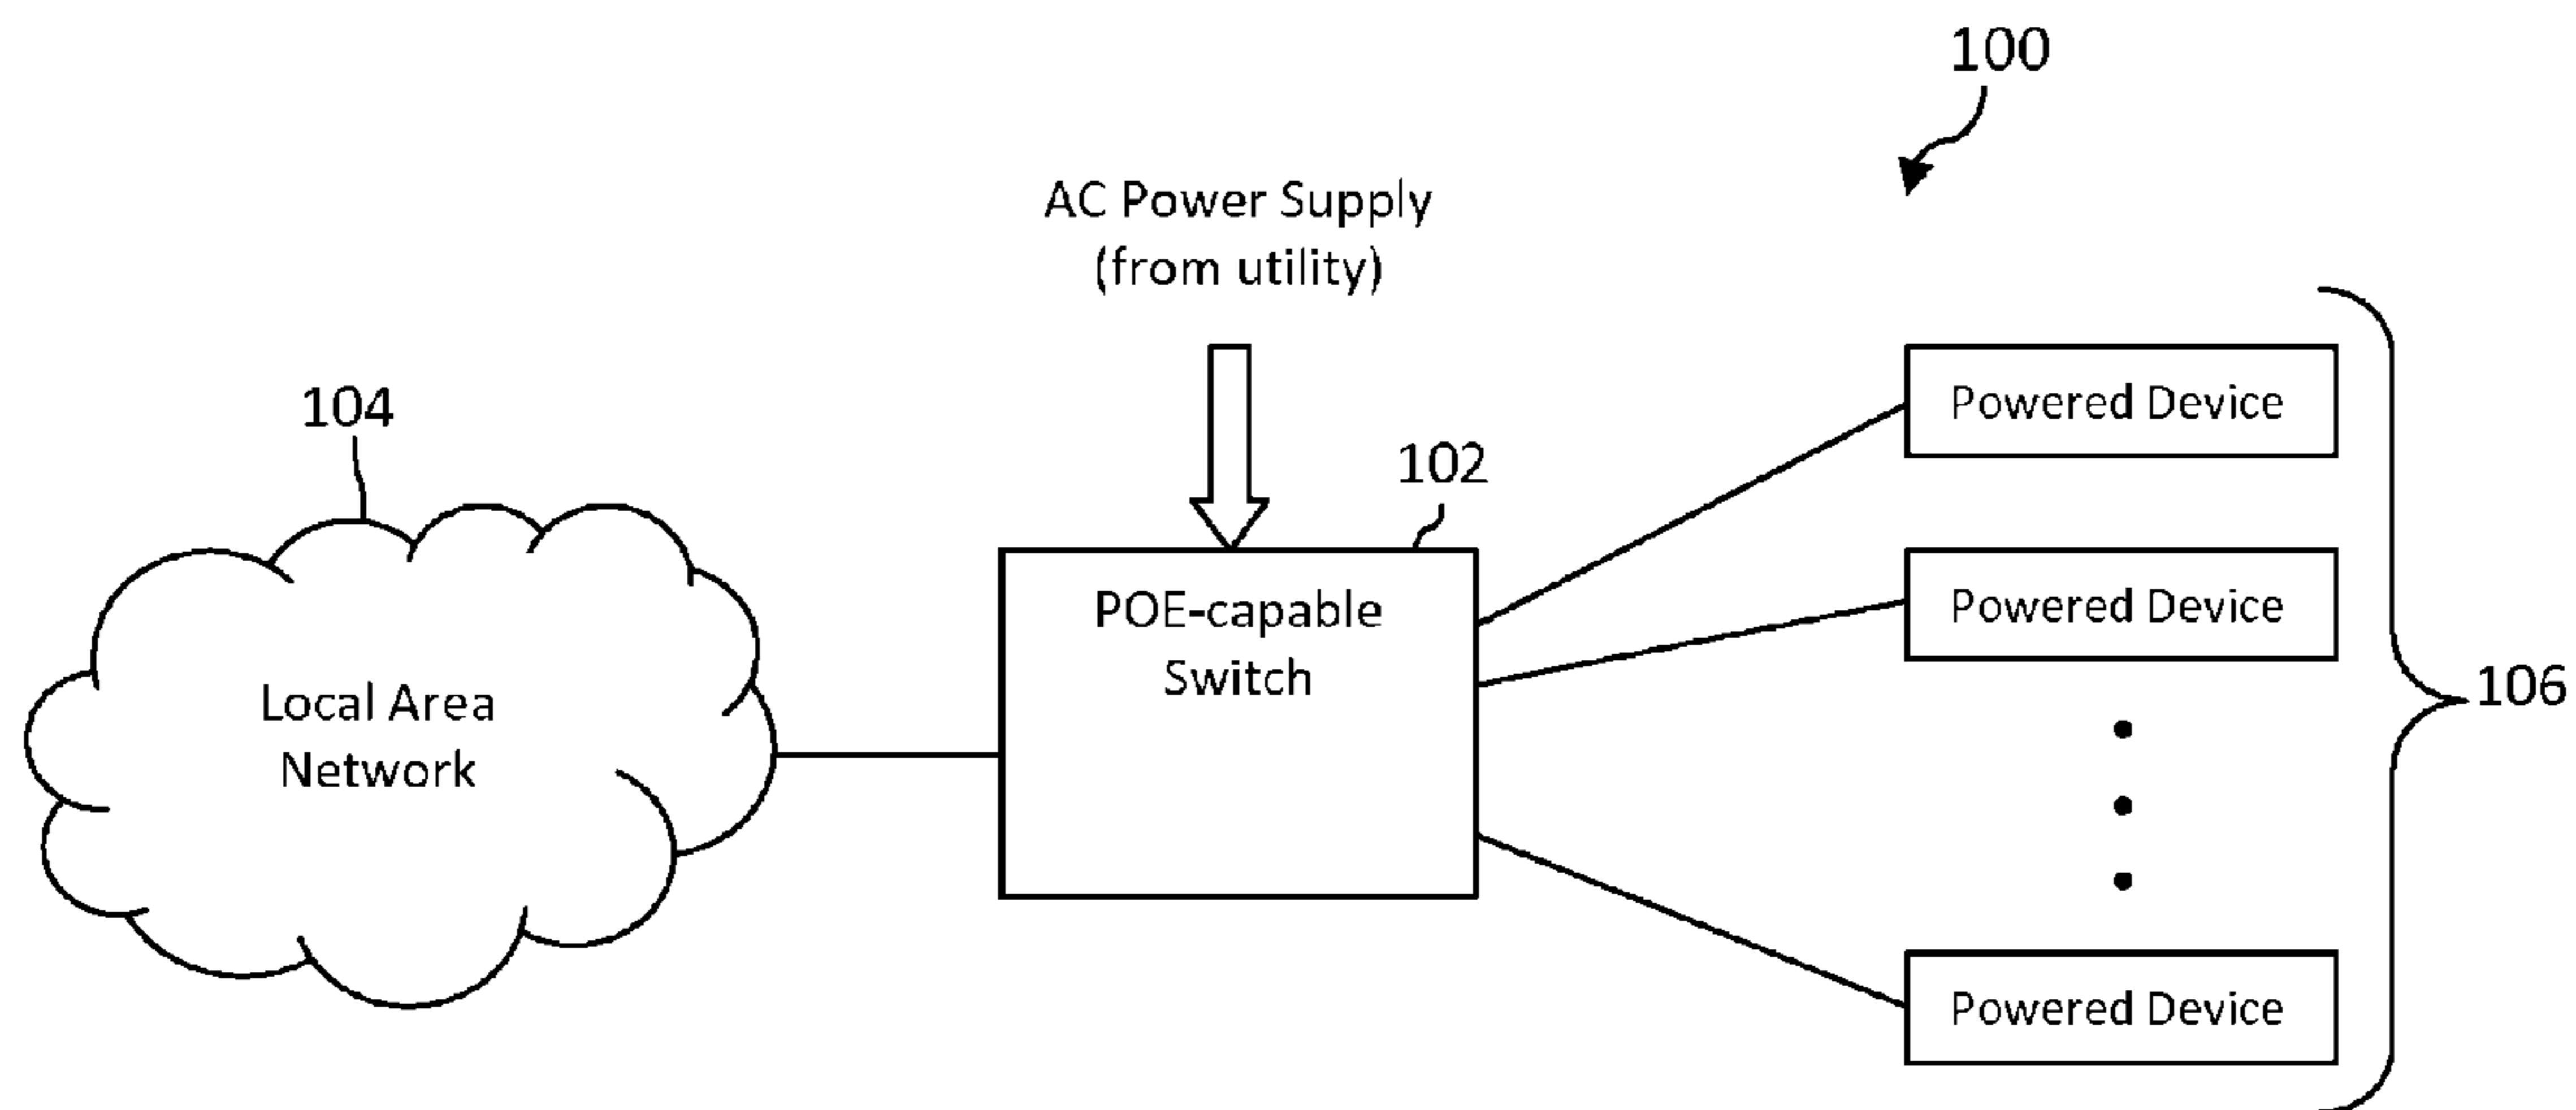 100
AC Power Supply
(from utility)
104
102
Powered Device
POE-capable
Switch
Powered Device
Local Area
Network
106
Powered Device